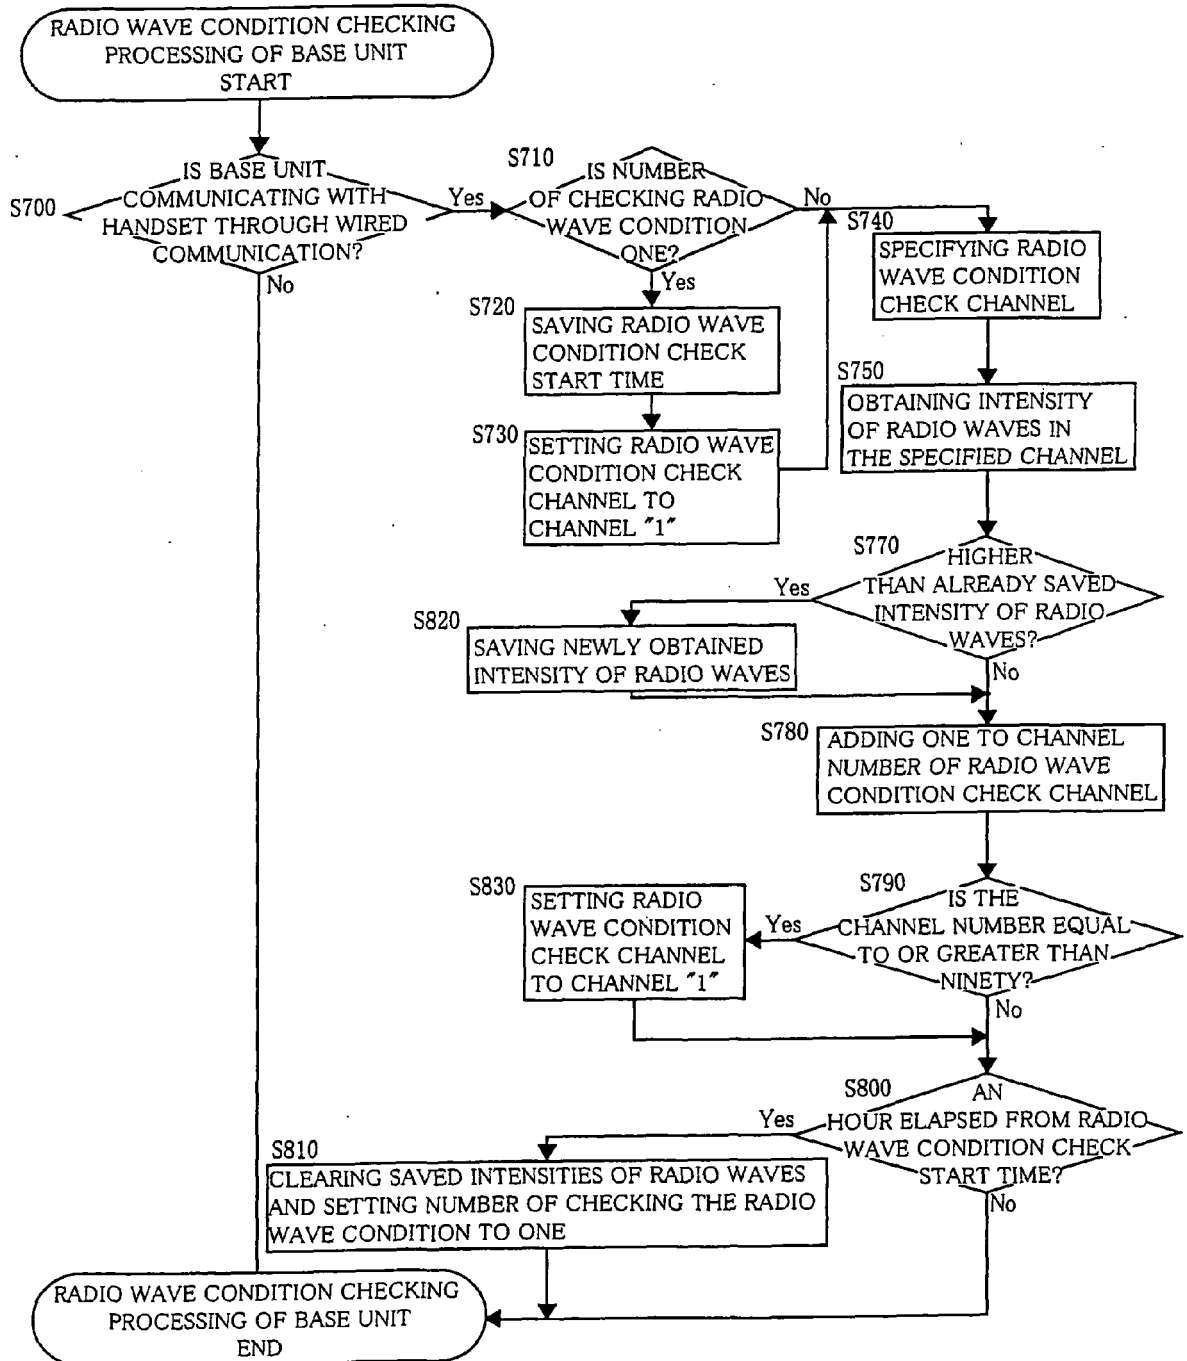 RADIO WAVE CONDITION CHECKING
PROCESSING OF BASE UNIT
START
S700
IS BASE UNIT
COMMUNICATING WITH
HANDSET THROUGH WIRED
COMMUNICATION?
Yes
No
S710
IS NUMBER
OF CHECKING RADIO
WAVE CONDITION
ONE?
No
Yes
S720
SAVING RADIO WAVE
CONDITION CHECK
START TIME
S730
SETTING RADIO WAVE
CONDITION CHECK
CHANNEL TO
CHANNEL "1"
S740
SPECIFYING RADIO
WAVE CONDITION
CHECK CHANNEL
S750
OBTAINING INTENSITY
OF RADIO WAVES IN
THE SPECIFIED CHANNEL
S770
HIGHER
THAN ALREADY SAVED
INTENSITY OF RADIO
WAVES?
Yes
No
S820
SAVING NEWLY OBTAINED
INTENSITY OF RADIO WAVES
S780
ADDING ONE TO CHANNEL
NUMBER OF RADIO WAVE
CONDITION CHECK CHANNEL
S790
IS THE
CHANNEL NUMBER EQUAL
TO OR GREATER THAN
NINETY?
Yes
No
S830
SETTING RADIO
WAVE CONDITION
CHECK CHANNEL
TO CHANNEL "1"
S800
AN
HOUR ELAPSED FROM RADIO
WAVE CONDITION CHECK
START TIME?
Yes
No
S810
CLEARING SAVED INTENSITIES OF RADIO WAVES
AND SETTING NUMBER OF CHECKING THE RADIO
WAVE CONDITION TO ONE
RADIO WAVE CONDITION CHECKING
PROCESSING OF BASE UNIT
END